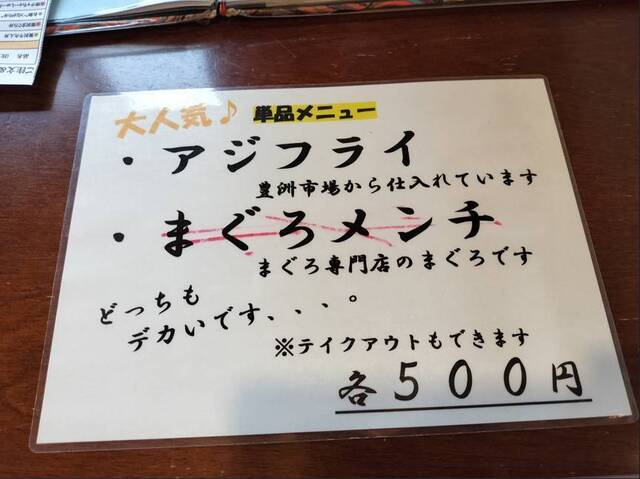 大人気♪ 単品メニュー
・アジフライ
豊洲市場から仕入れています
・まぐろメンチ
まぐろ専門店のまぐろです
どっちも
デカいです、、、。
※テイクアウトもできます
各500円